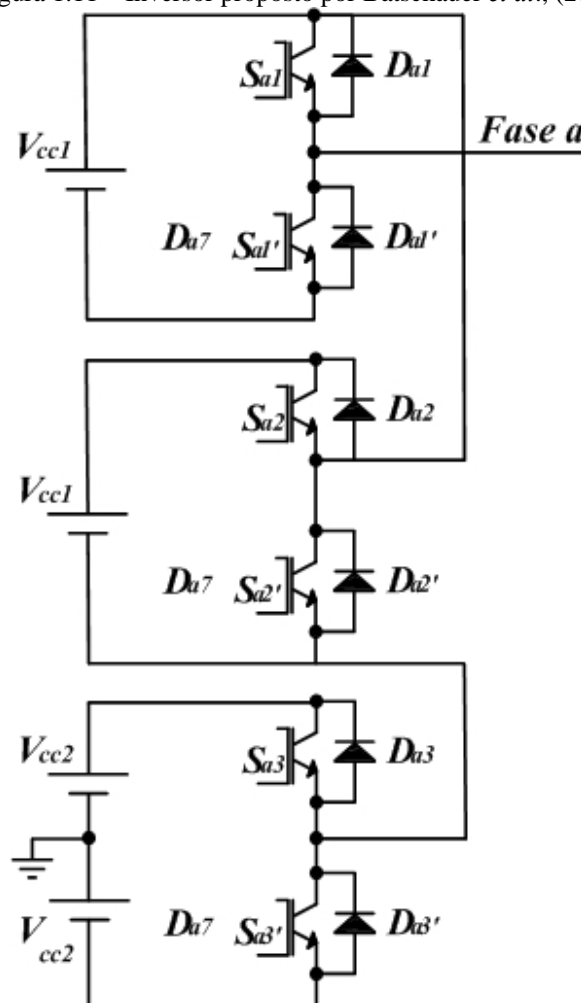 Sa1
Da1
Vcc1
Fase a
Da7
Sa1'
Da1'
Sa2
Da2
Vcc1
Da7
Sa2'
Da2'
Vcc2
Sa3
Da3
Vcc2
Da7
Sa3'
Da3'